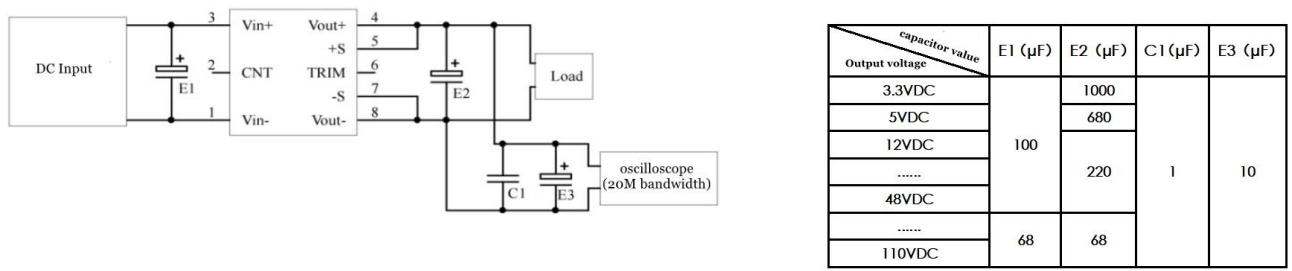 DC Input
E1
3 Vin+ Vout+ 4
+S 5
2 CNT TRIM 6
-S 7
1 Vin- Vout- 8
+
+
E2
Load
C1
+
E3
oscilloscope
(20M bandwidth)
capacitor value
Output voltage
E1 (μF) E2 (μF) C1(μF) E3 (μF)
3.3VDC 1000
5VDC 680
12VDC
100
......
220 1 10
48VDC
......
68 68
110VDC